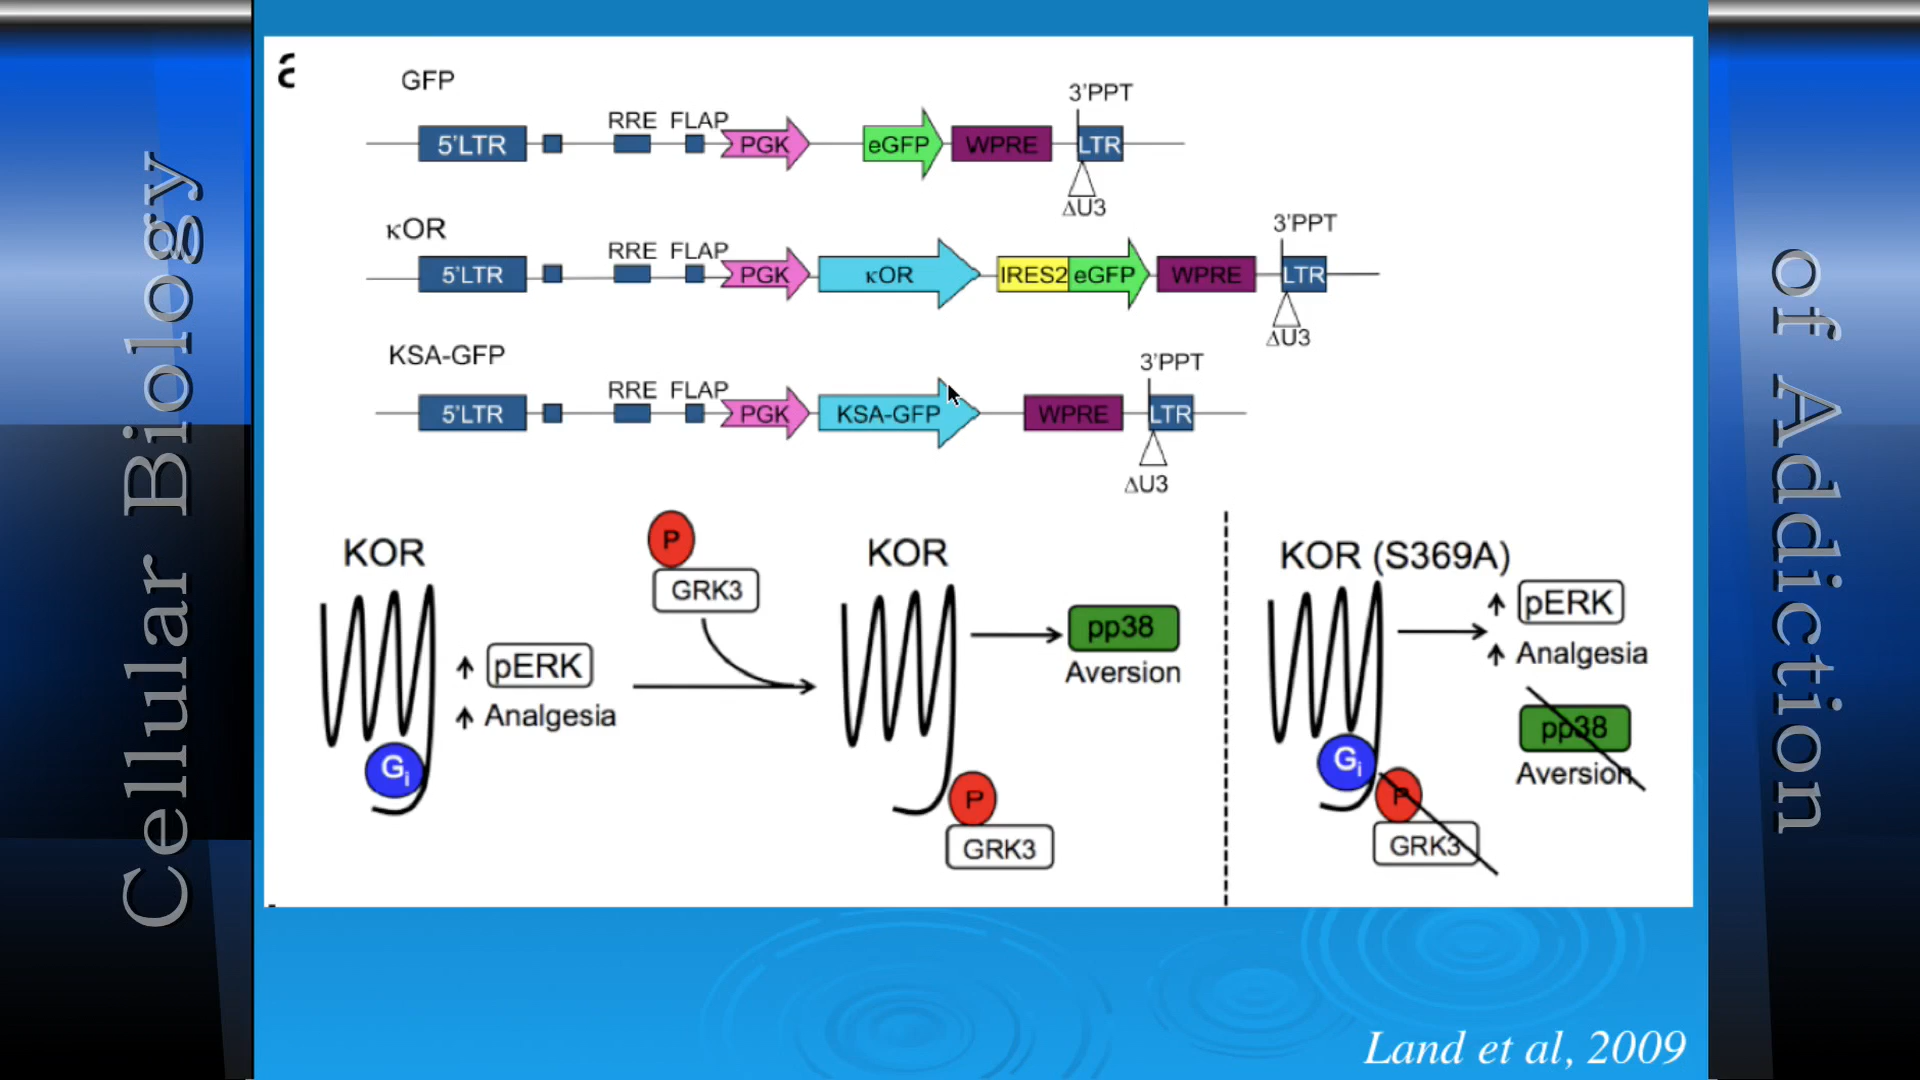 Cellular Biology
of Addiction
a
GFP
3'PPT
RRE FLAP
5'LTR PGK eGFP WPRE LTR
ΔU3
κOR
3'PPT
RRE FLAP
5'LTR PGK κOR IRES2 eGFP WPRE LTR
ΔU3
KSA-GFP
3'PPT
RRE FLAP
5'LTR PGK KSA-GFP WPRE LTR
ΔU3
KOR
pERK
Analgesia
Gi
P
GRK3
KOR
pp38
Aversion
P
GRK3
KOR (S369A)
pERK
Analgesia
pp38
Aversion
Gi
P
GRK3
Land et al, 2009